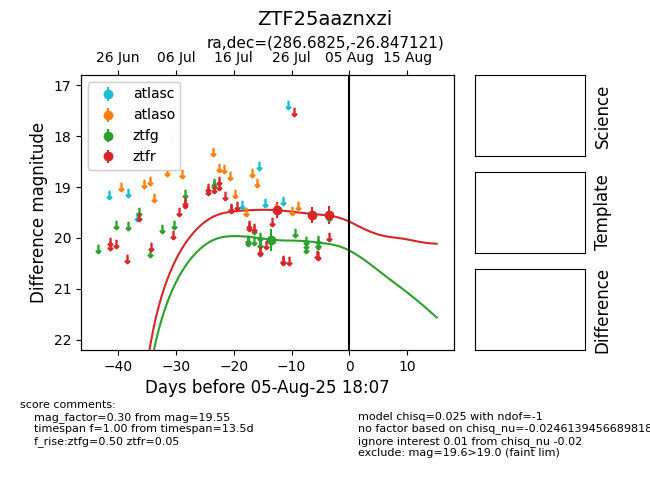 ZTF25aaznxzi
ra,dec=(286.6825,-26.847121)
26 Jun 06 Jul 16 Jul 26 Jul 05 Aug 15 Aug
17
18
19
20
21
22
Difference magnitude
atlasc
atlaso
ztfg
ztfr
−40 −30 −20 −10 0 10
Days before 05-Aug-25 18:07
Science
Template
Difference
score comments:
mag_factor=0.30 from mag=19.55
timespan f=1.00 from timespan=13.5d
f_rise:ztfg=0.50 ztfr=0.05
model chisq=0.025 with ndof=-1
no factor based on chisq_nu=-0.0246139456689818
ignore interest 0.01 from chisq_nu -0.02
exclude: mag=19.6>19.0 (faint lim)